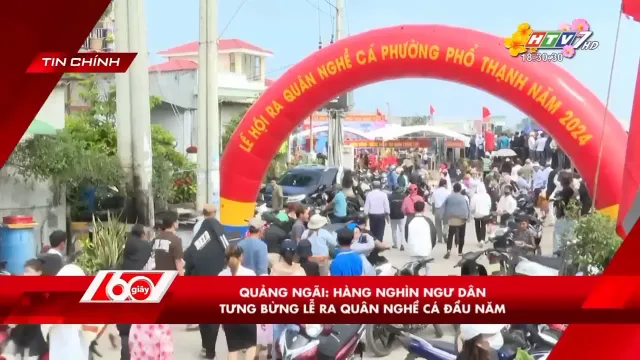 TIN CHÍNH
HTV7 HD
18:30:30
LỄ HỘI RA QUÂN NGHỀ CÁ PHƯỜNG PHỔ THẠNH NĂM 2024
60 giây
QUẢNG NGÃI: HÀNG NGHÌN NGƯ DÂN
TƯNG BỪNG LỄ RA QUÂN NGHỀ CÁ ĐẦU NĂM